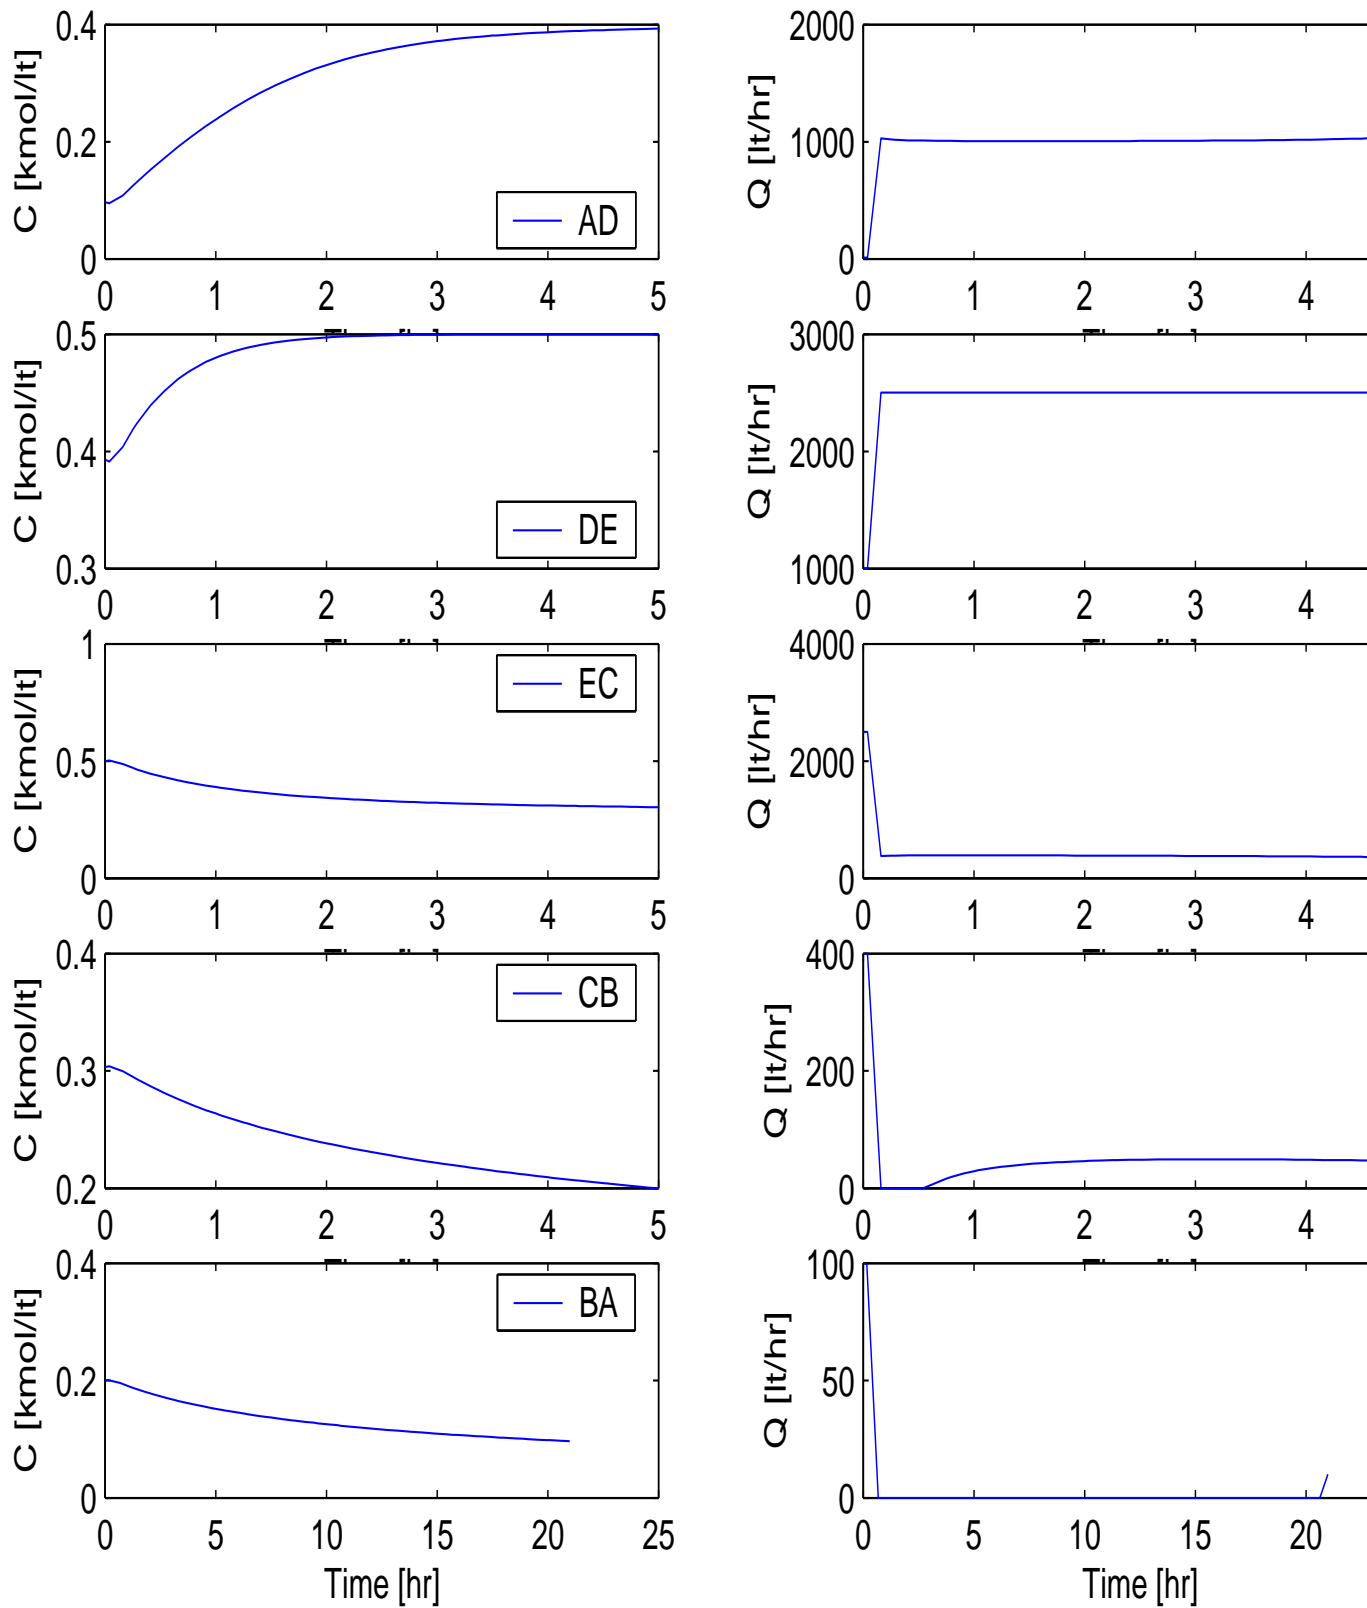 C [kmol/lt]
0.4
0.2
0
AD
0 1 2 3 4 5
Q [lt/hr]
2000
1000
0
0 1 2 3 4
C [kmol/lt]
0.5
0.4
0.3
DE
0 1 2 3 4 5
Q [lt/hr]
3000
2000
1000
0 1 2 3 4
C [kmol/lt]
1
0.5
0
EC
0 1 2 3 4 5
Q [lt/hr]
4000
2000
0
0 1 2 3 4
C [kmol/lt]
0.4
0.3
0.2
CB
0 1 2 3 4 5
Q [lt/hr]
400
200
0
0 1 2 3 4
C [kmol/lt]
0.4
0.2
0
BA
0 5 10 15 20 25
Time [hr]
Q [lt/hr]
100
50
0
0 5 10 15 20
Time [hr]